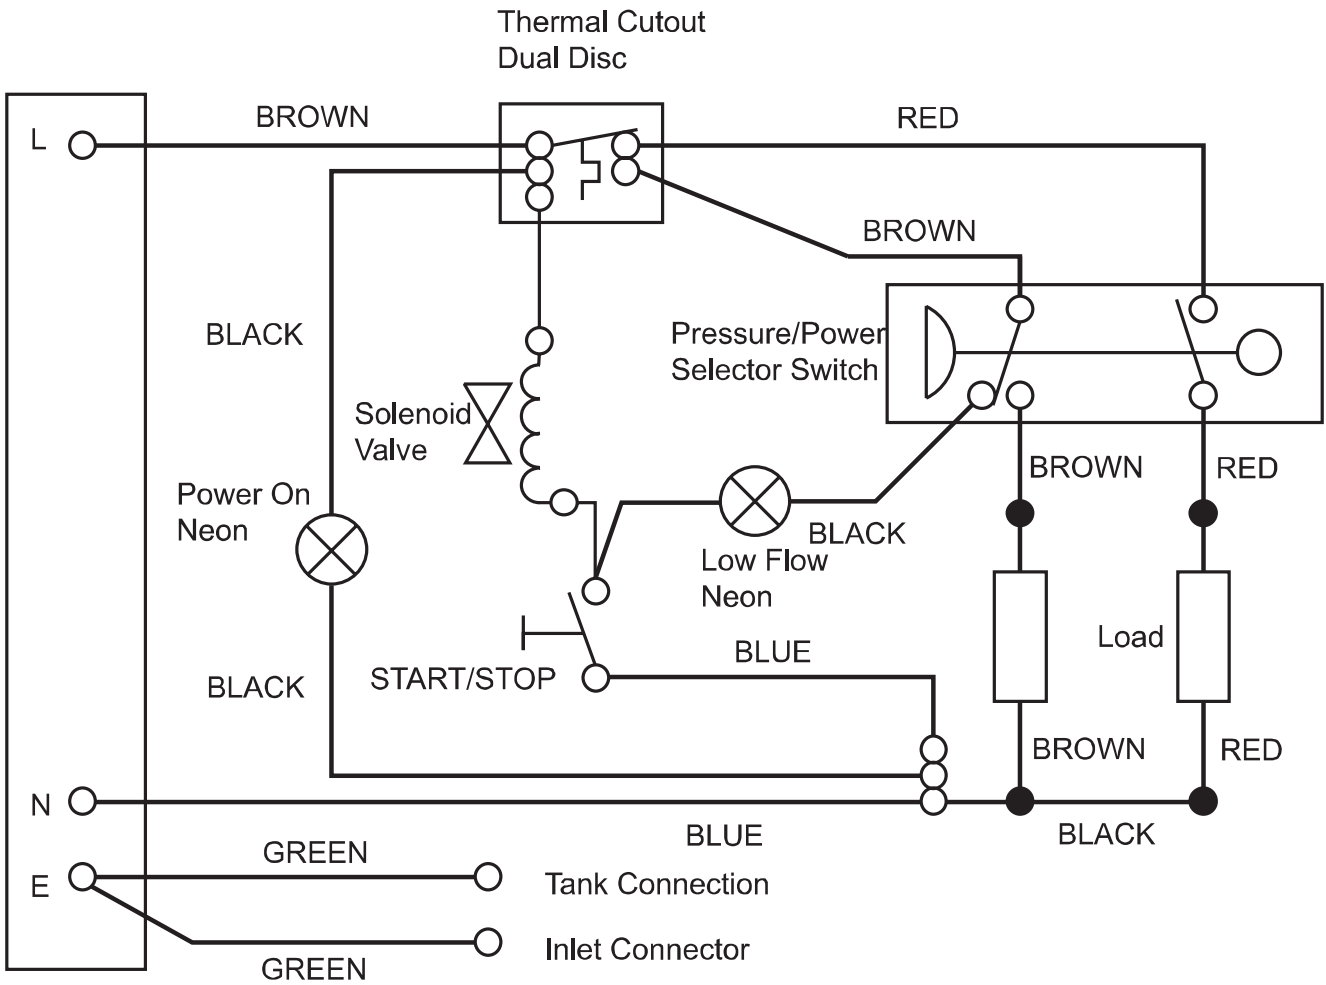 Thermal Cutout
Dual Disc
L
BROWN
RED
BROWN
BLACK
Pressure/Power
Selector Switch
Solenoid
Valve
BROWN
RED
Power On
Neon
BLACK
Low Flow
Neon
Load
BLUE
START/STOP
BLACK
BROWN
RED
N
BLUE
BLACK
GREEN
E
Tank Connection
Inlet Connector
GREEN